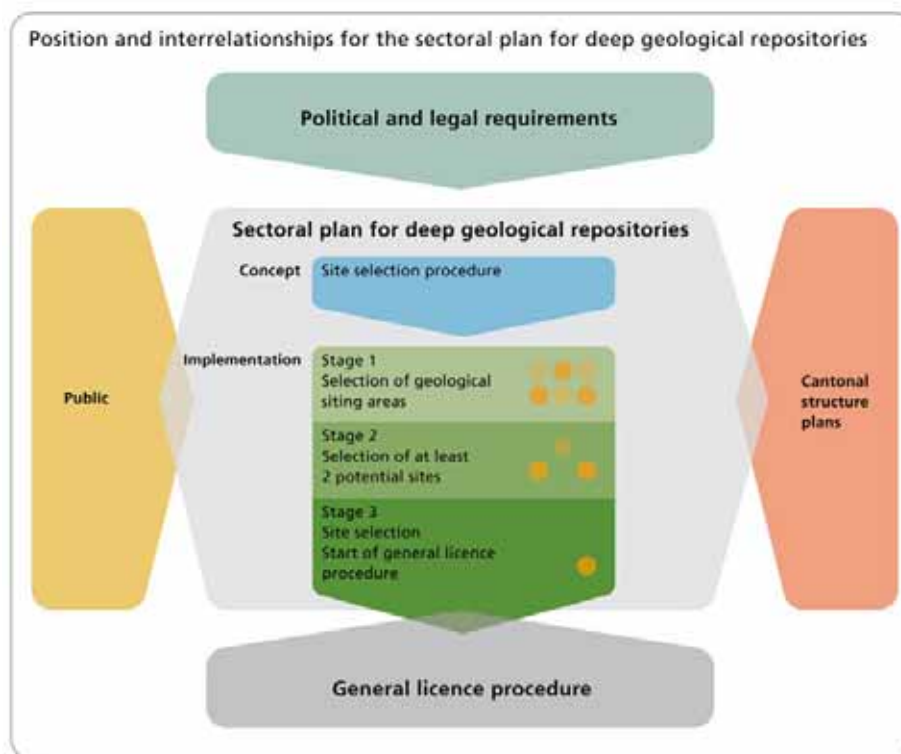 Position and interrelationships for the sectoral plan for deep geological repositories
Political and legal requirements
Sectoral plan for deep geological repositories
Concept
Site selection procedure
Implementation
Stage 1
Selection of geological
siting areas
Stage 2
Selection of at least
2 potential sites
Stage 3
Site selection
Start of general licence
procedure
Public
Cantonal
structure
plans
General licence procedure